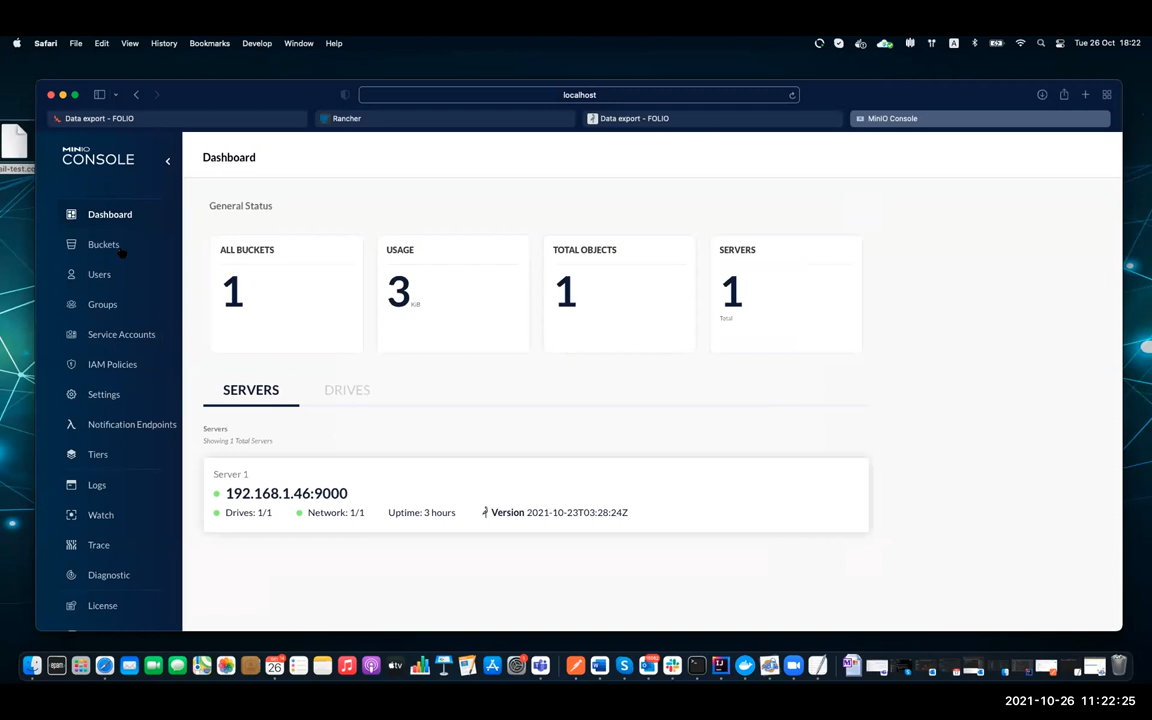 Safari File Edit View History Bookmarks Develop Window Help
A
Tue 26 Oct 18:22
localhost
Data export - FOLIO
Rancher
Data export - FOLIO
MinIO Console
MINIO
CONSOLE
Dashboard
Buckets
Users
Groups
Service Accounts
IAM Policies
Settings
Notification Endpoints
Tiers
Logs
Watch
Trace
Diagnostic
License
Dashboard
General Status
ALL BUCKETS
1
USAGE
3 KiB
TOTAL OBJECTS
1
SERVERS
1
Total
SERVERS
DRIVES
Servers
Showing 1 Total Servers
Server 1
192.168.1.46:9000
Drives: 1/1
Network: 1/1
Uptime: 3 hours
Version 2021-10-23T03:28:24Z
2021-10-26 11:22:25